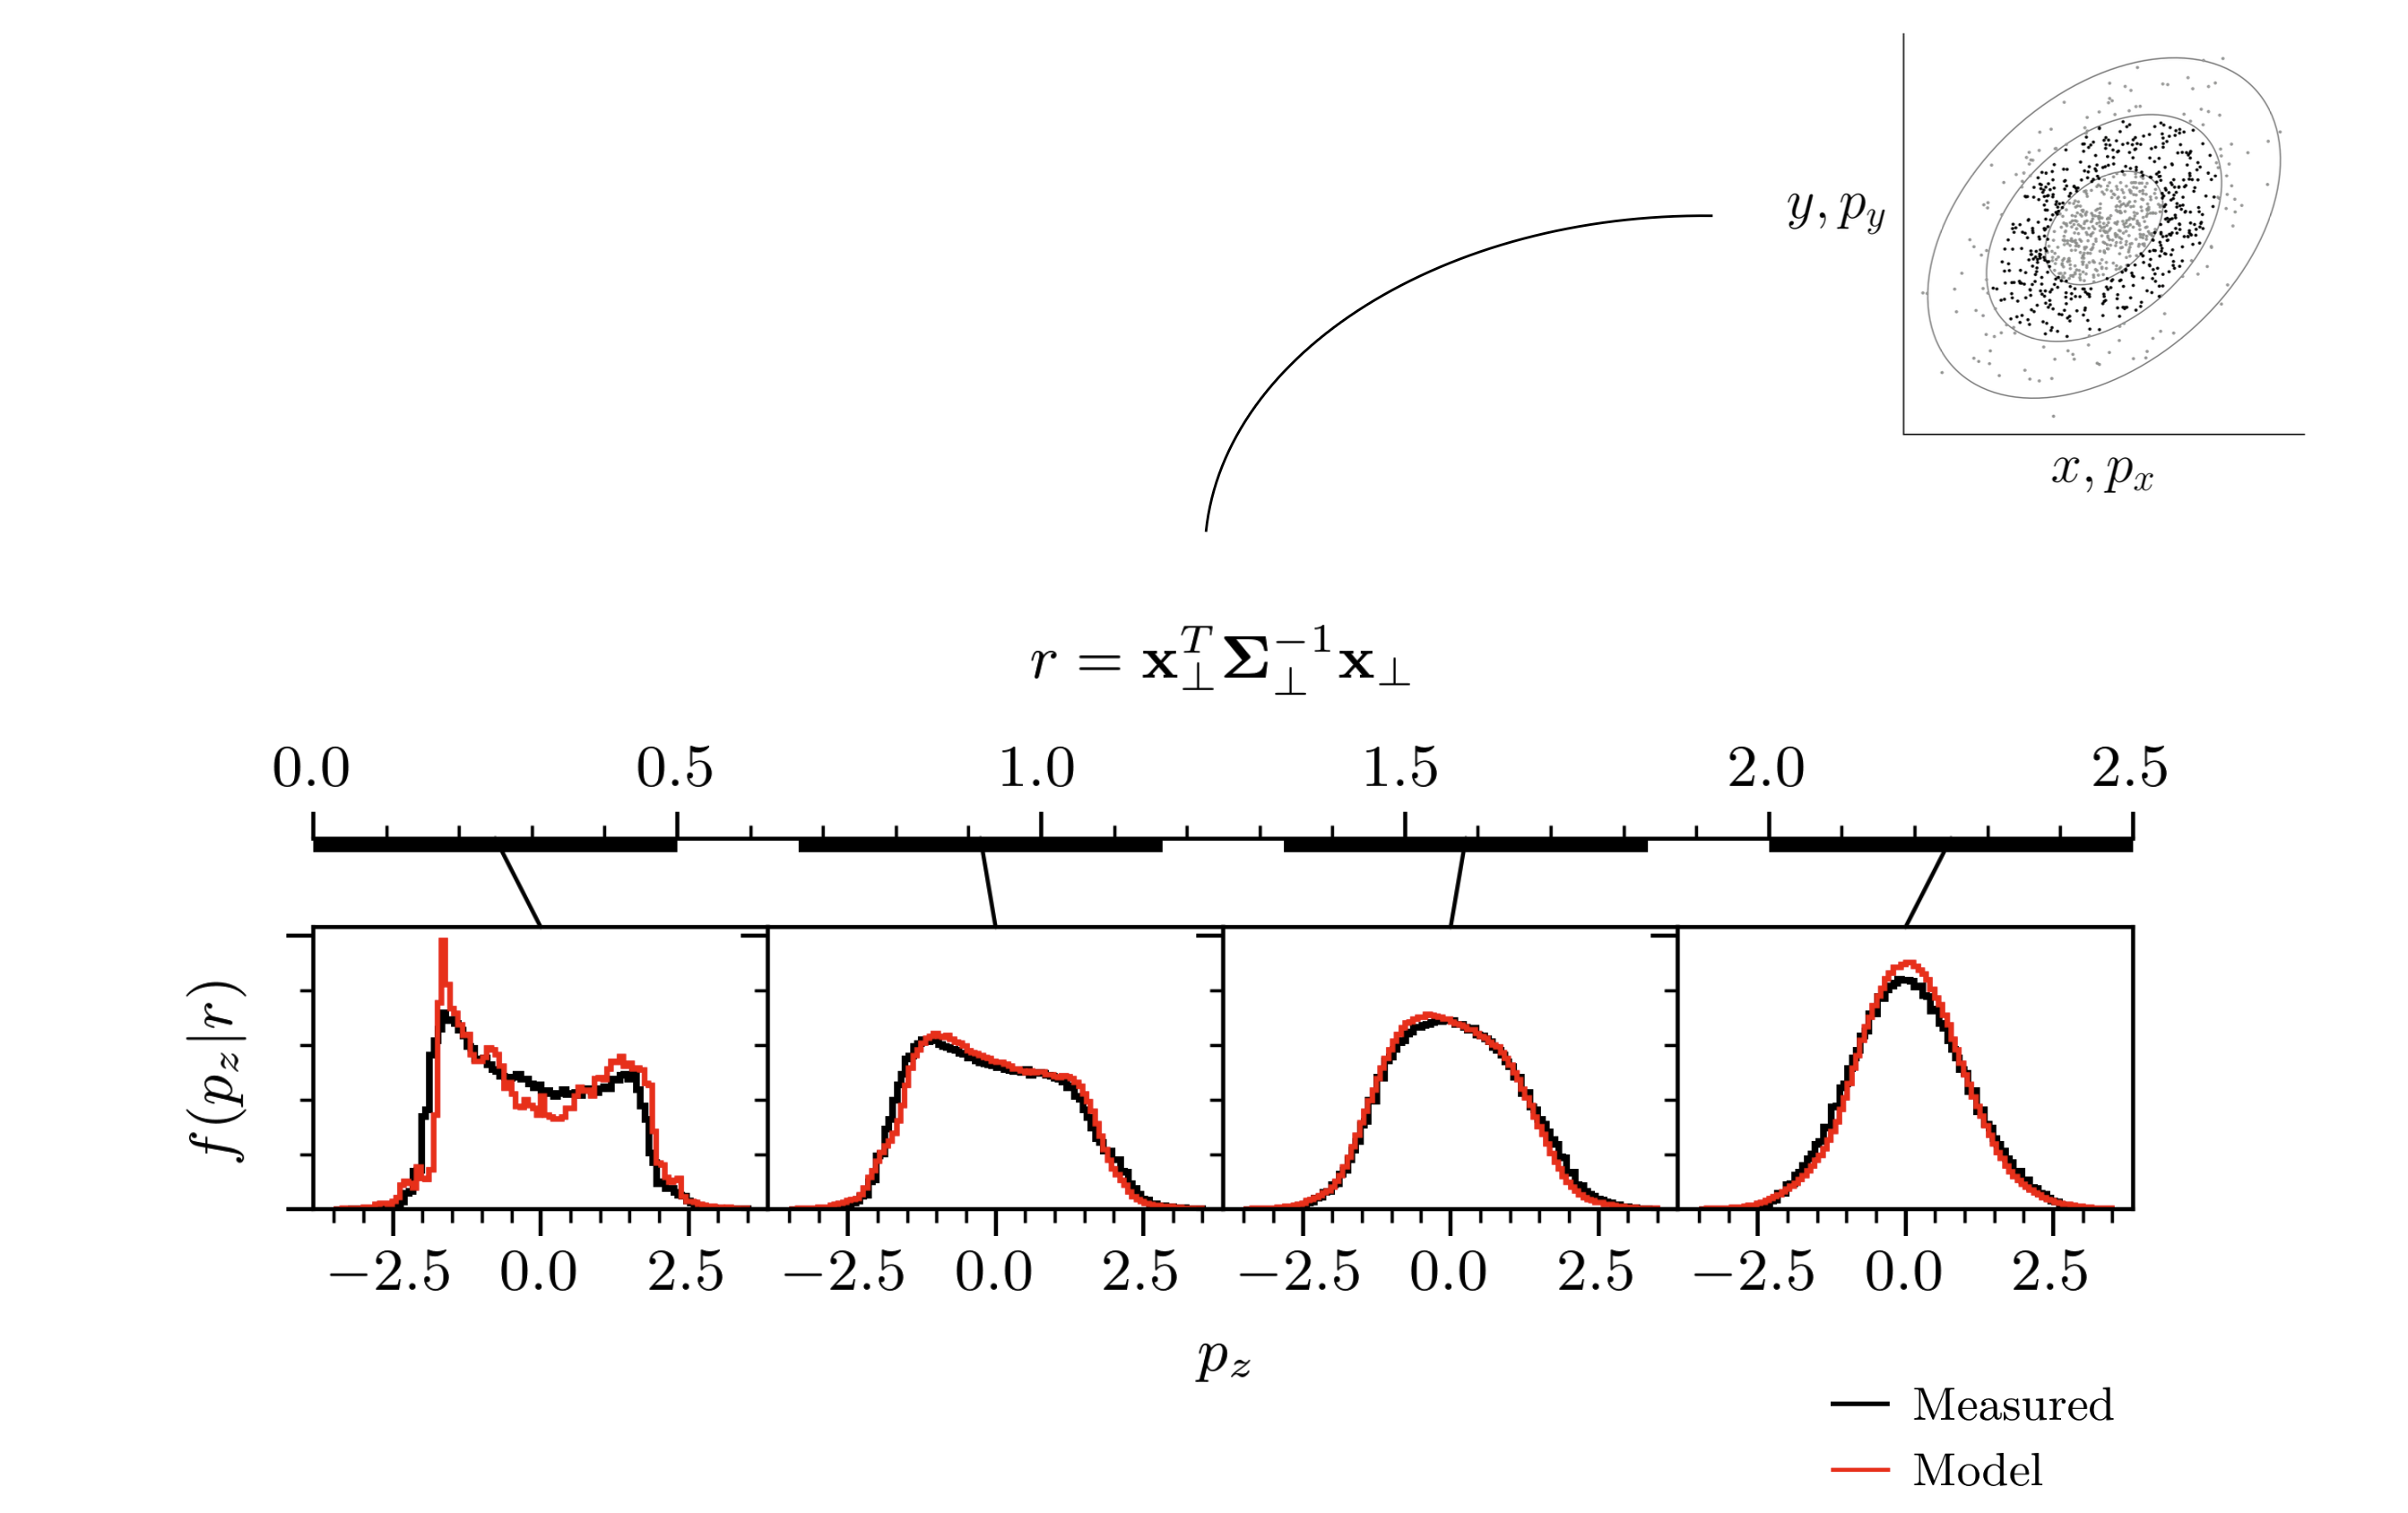 y, p_y
x, p_x
r = 𝐱_⊥^T 𝚺_⊥^{−1} 𝐱_⊥
0.0 0.5 1.0 1.5 2.0 2.5
f(p_z|r)
−2.5 0.0 2.5 −2.5 0.0 2.5 −2.5 0.0 2.5 −2.5 0.0 2.5
p_z
Measured
Model